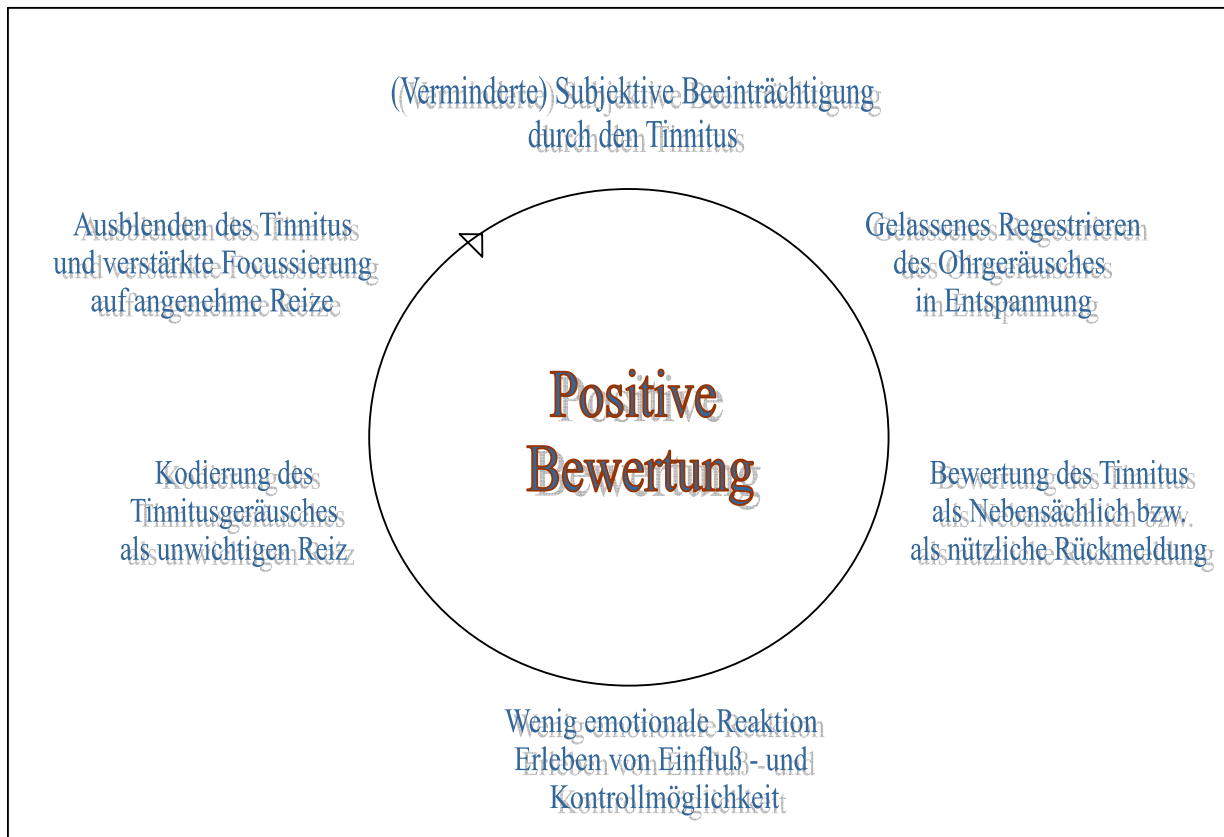 (Verminderte) Subjektive Beeinträchtigung
durch den Tinnitus
Gelassenes Regestrieren
des Ohrgeräusches
in Entspannung
Bewertung des Tinnitus
als Nebensächlich bzw.
als nützliche Rückmeldung
Wenig emotionale Reaktion
Erleben von Einfluß - und
Kontrollmöglichkeit
Kodierung des
Tinnitusgeräusches
als unwichtigen Reiz
Ausblenden des Tinnitus
und verstärkte Focussierung
auf angenehme Reize
Positive
Bewertung